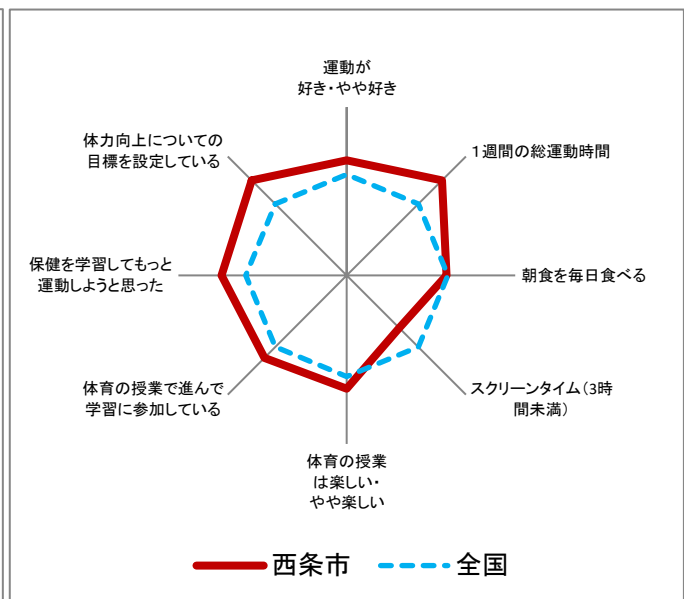 運動が
好き・やや好き
1週間の総運動時間
朝食を毎日食べる
スクリーンタイム(3時
間未満)
体育の授業
は楽しい・
やや楽しい
体育の授業で進んで
学習に参加している
保健を学習してもっと
運動しようと思った
体力向上についての
目標を設定している
西条市
全国